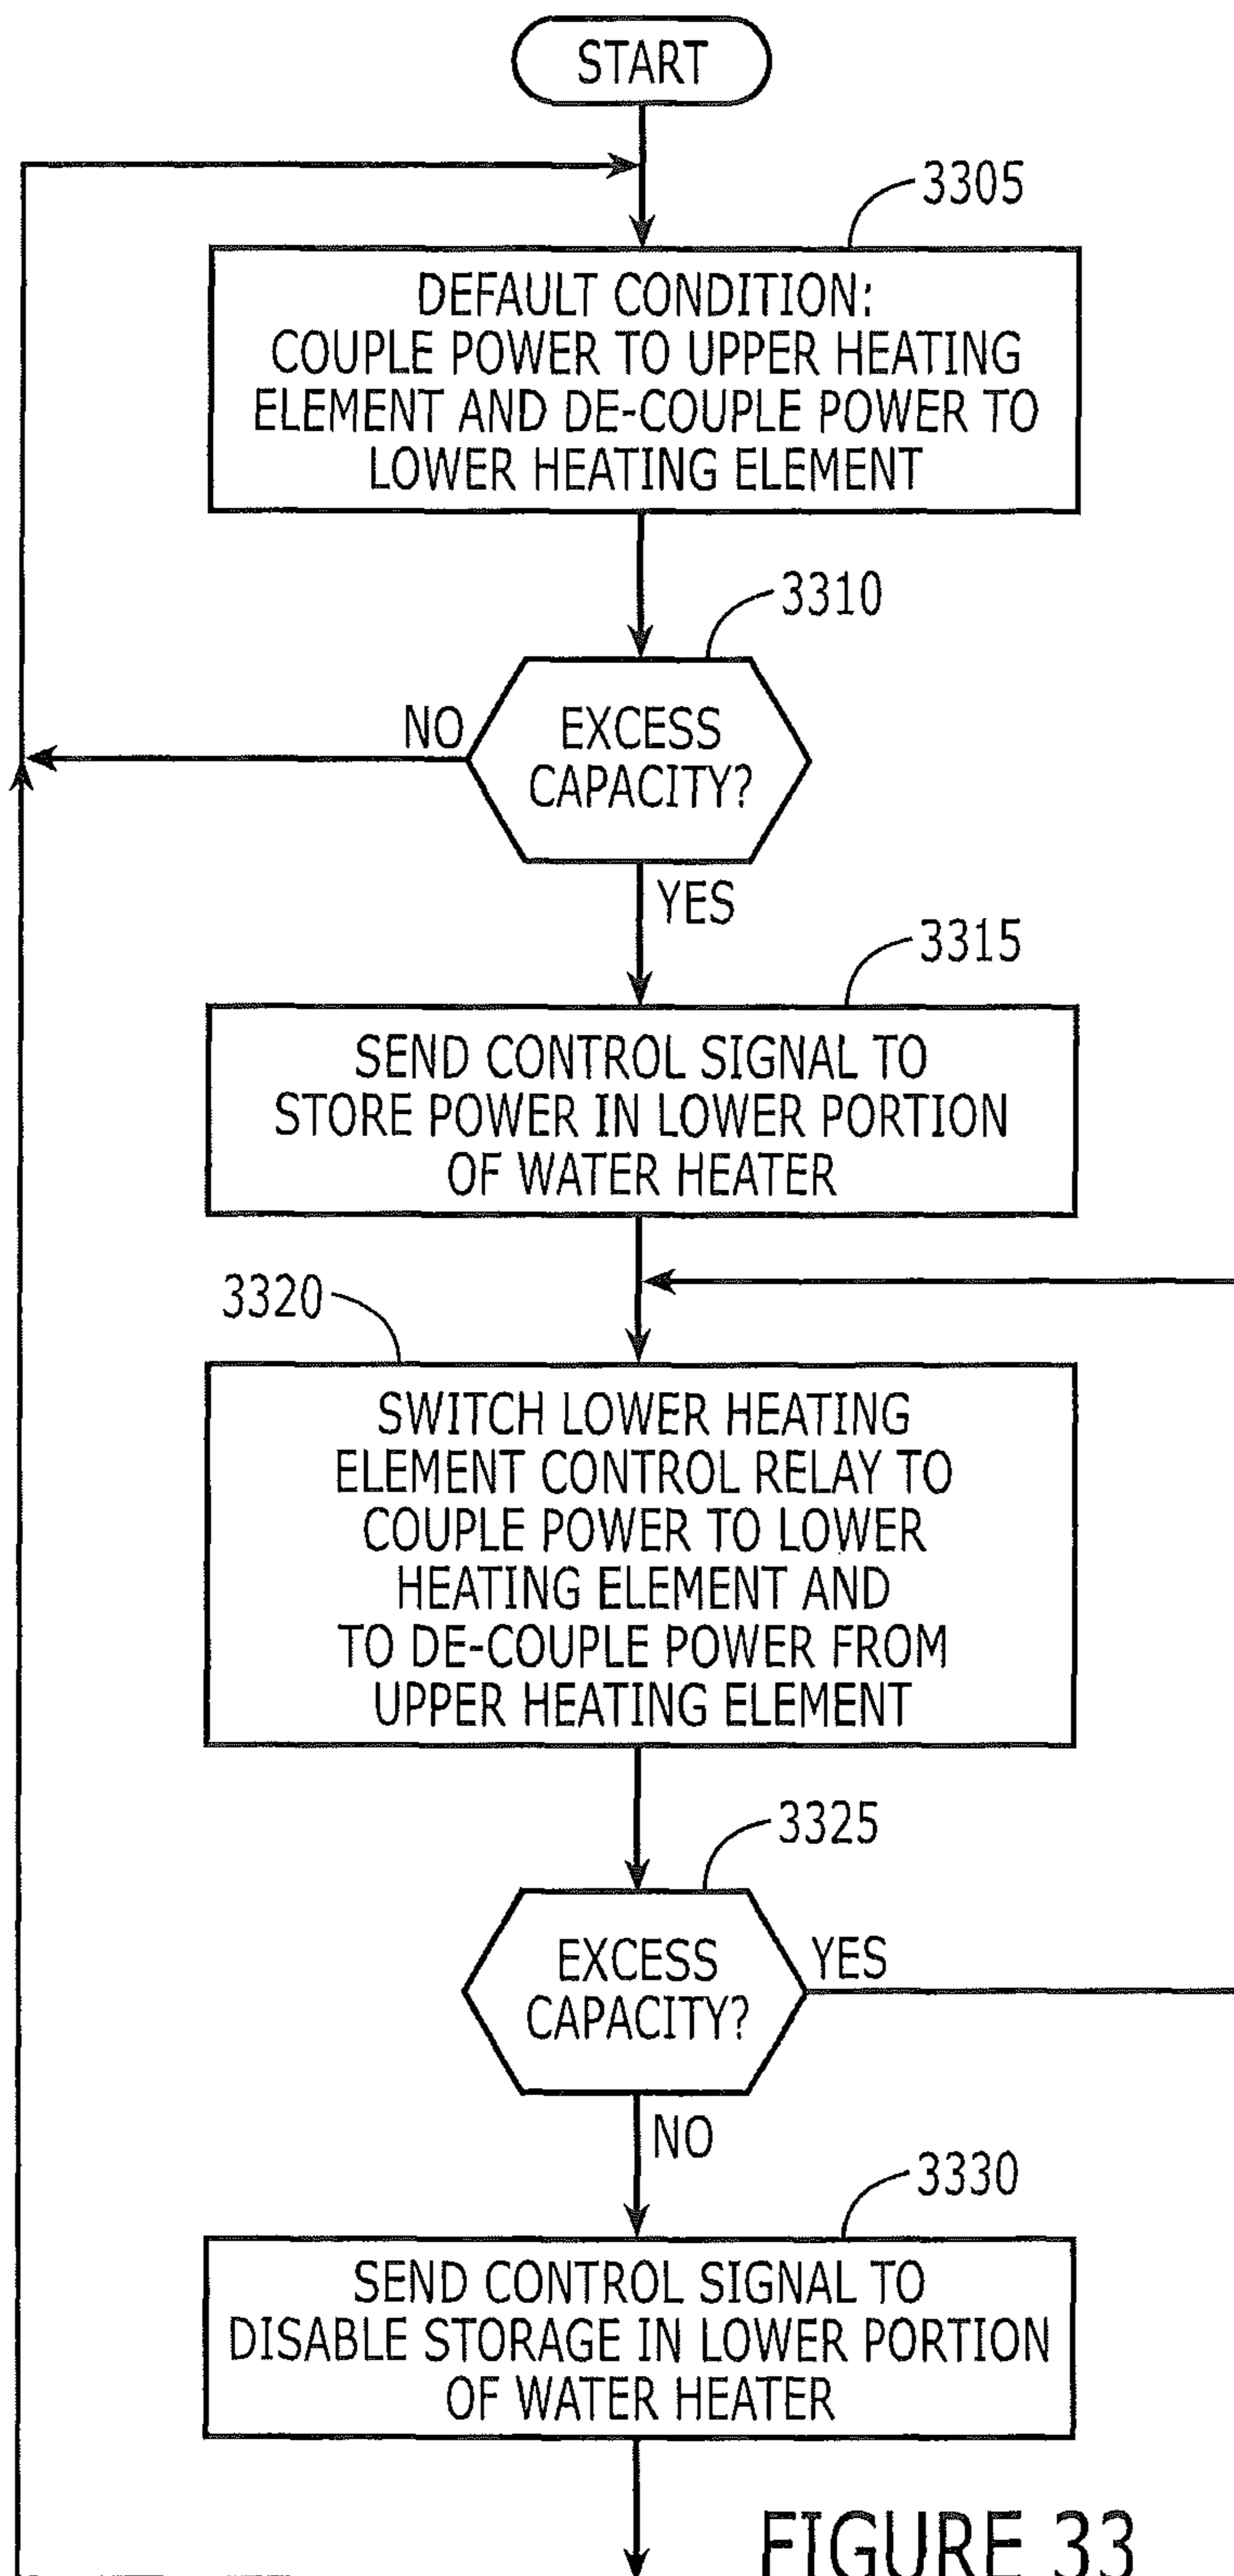 START
3305
DEFAULT CONDITION:
COUPLE POWER TO UPPER HEATING
ELEMENT AND DE-COUPLE POWER TO
LOWER HEATING ELEMENT
3310
NO
EXCESS
CAPACITY?
YES
3315
SEND CONTROL SIGNAL TO
STORE POWER IN LOWER PORTION
OF WATER HEATER
3320
SWITCH LOWER HEATING
ELEMENT CONTROL RELAY TO
COUPLE POWER TO LOWER
HEATING ELEMENT AND
TO DE-COUPLE POWER FROM
UPPER HEATING ELEMENT
3325
EXCESS
CAPACITY?
YES
NO
3330
SEND CONTROL SIGNAL TO
DISABLE STORAGE IN LOWER PORTION
OF WATER HEATER
FIGURE 33